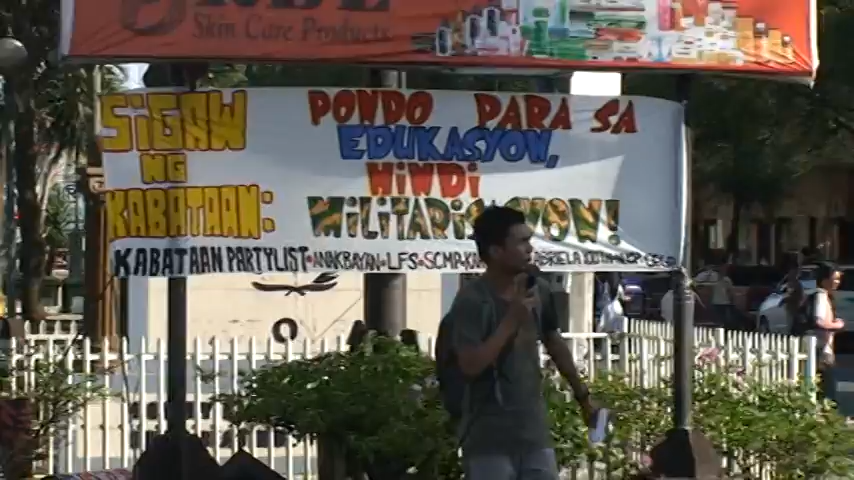 Skin Care Products
SIGAW NG KABATAAN:
PONDO PARA SA
EDUKASYON,
HINDI
MILITARISASYON!
KABATAAN PARTYLIST ANAKBAYAN LFS SCMP